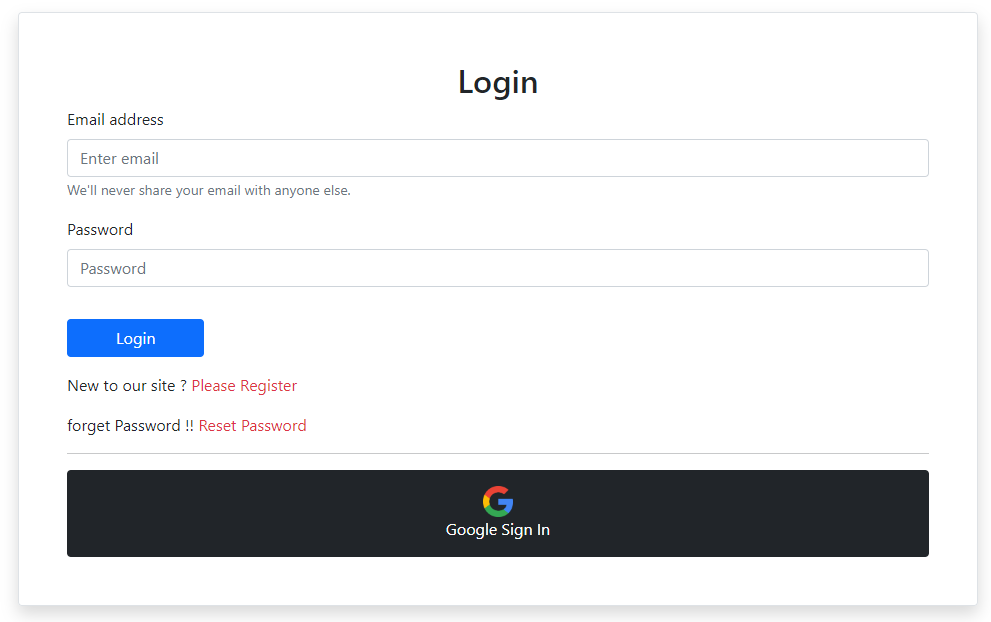 Login
Email address
Enter email
We'll never share your email with anyone else.
Password
Password
Login
New to our site ? Please Register
forget Password !! Reset Password
Google Sign In